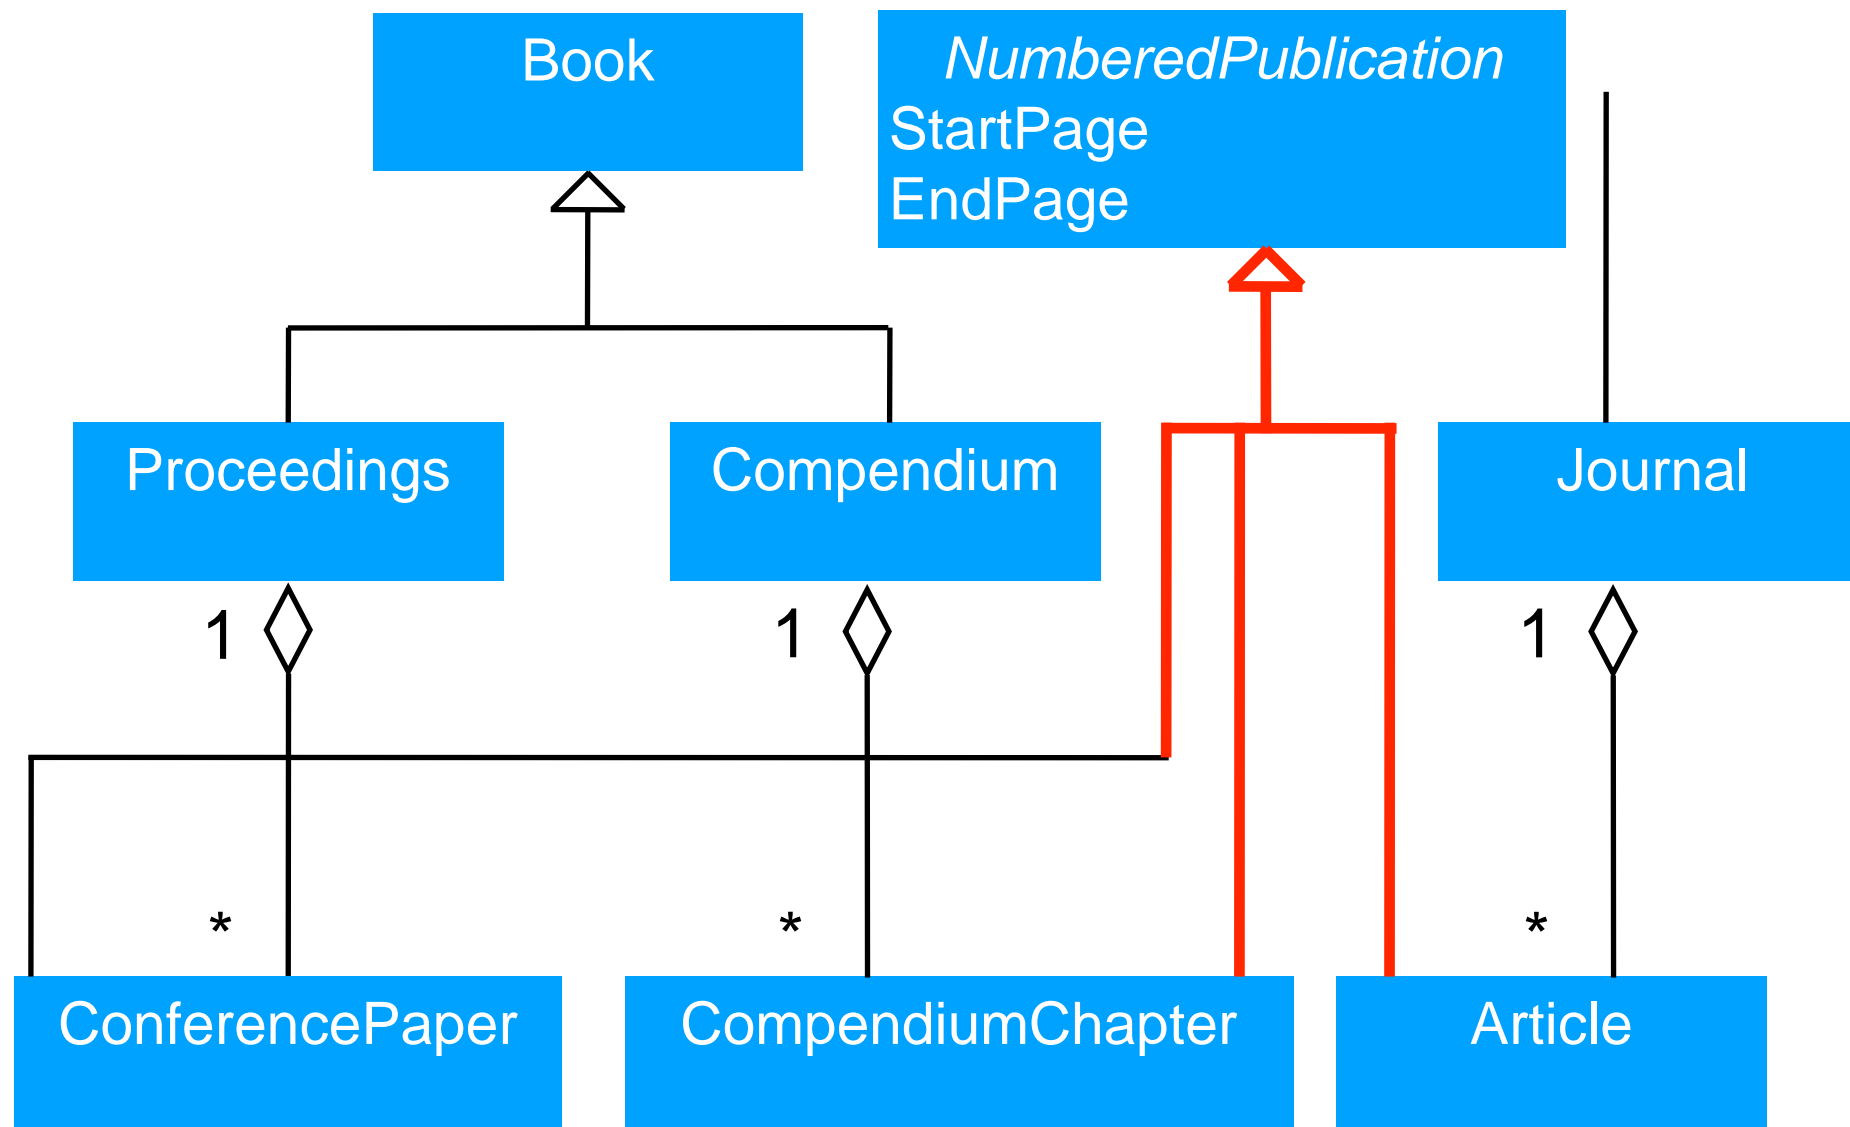 Book
NumberedPublication
StartPage
EndPage
Proceedings
Compendium
Journal
1
1
1
*
*
*
ConferencePaper
CompendiumChapter
Article